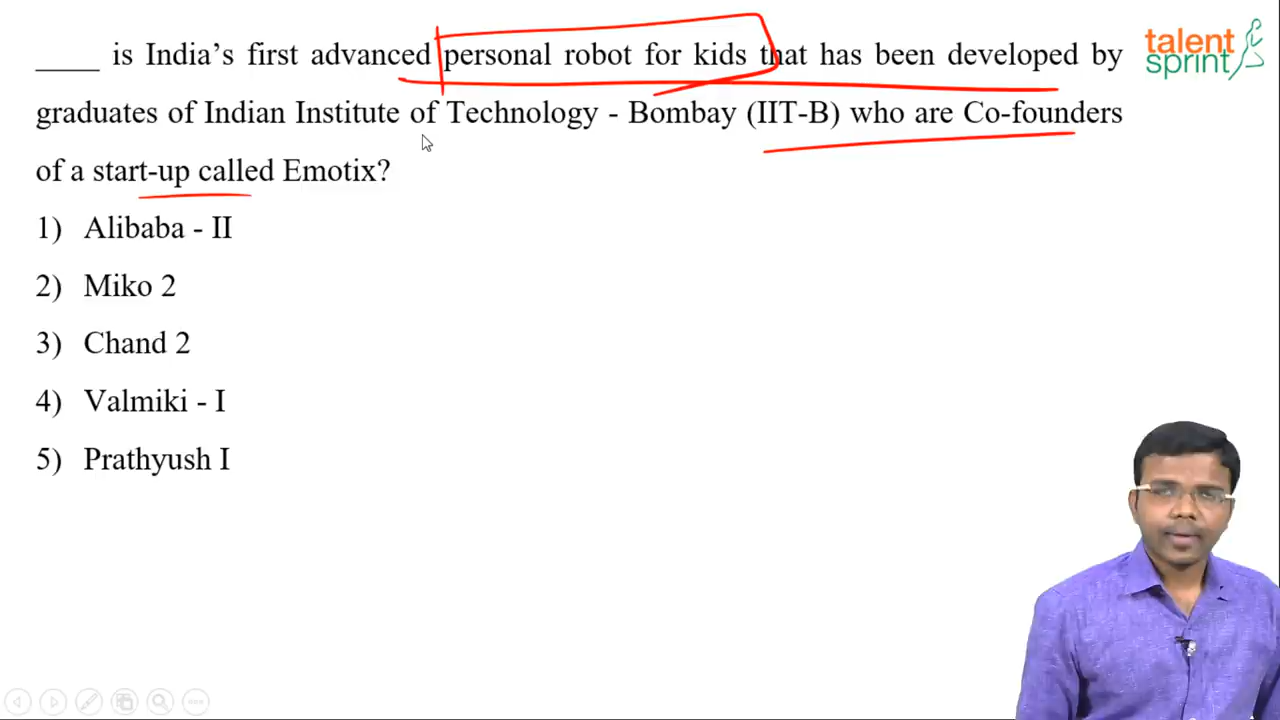 ____ is India’s first advanced personal robot for kids that has been developed by
graduates of Indian Institute of Technology - Bombay (IIT-B) who are Co-founders
of a start-up called Emotix?
1) Alibaba - II
2) Miko 2
3) Chand 2
4) Valmiki - I
5) Prathyush I
talent
sprint